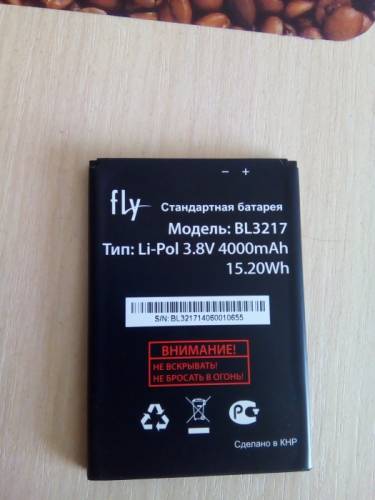 - +
fly Стандартная батарея
Модель: BL3217
Тип: Li-Pol 3.8V 4000mAh
15.20Wh
S/N: BL321714060010655
ВНИМАНИЕ!
НЕ ВСКРЫВАТЬ!
НЕ БРОСАТЬ В ОГОНЬ!
Сделано в КНР